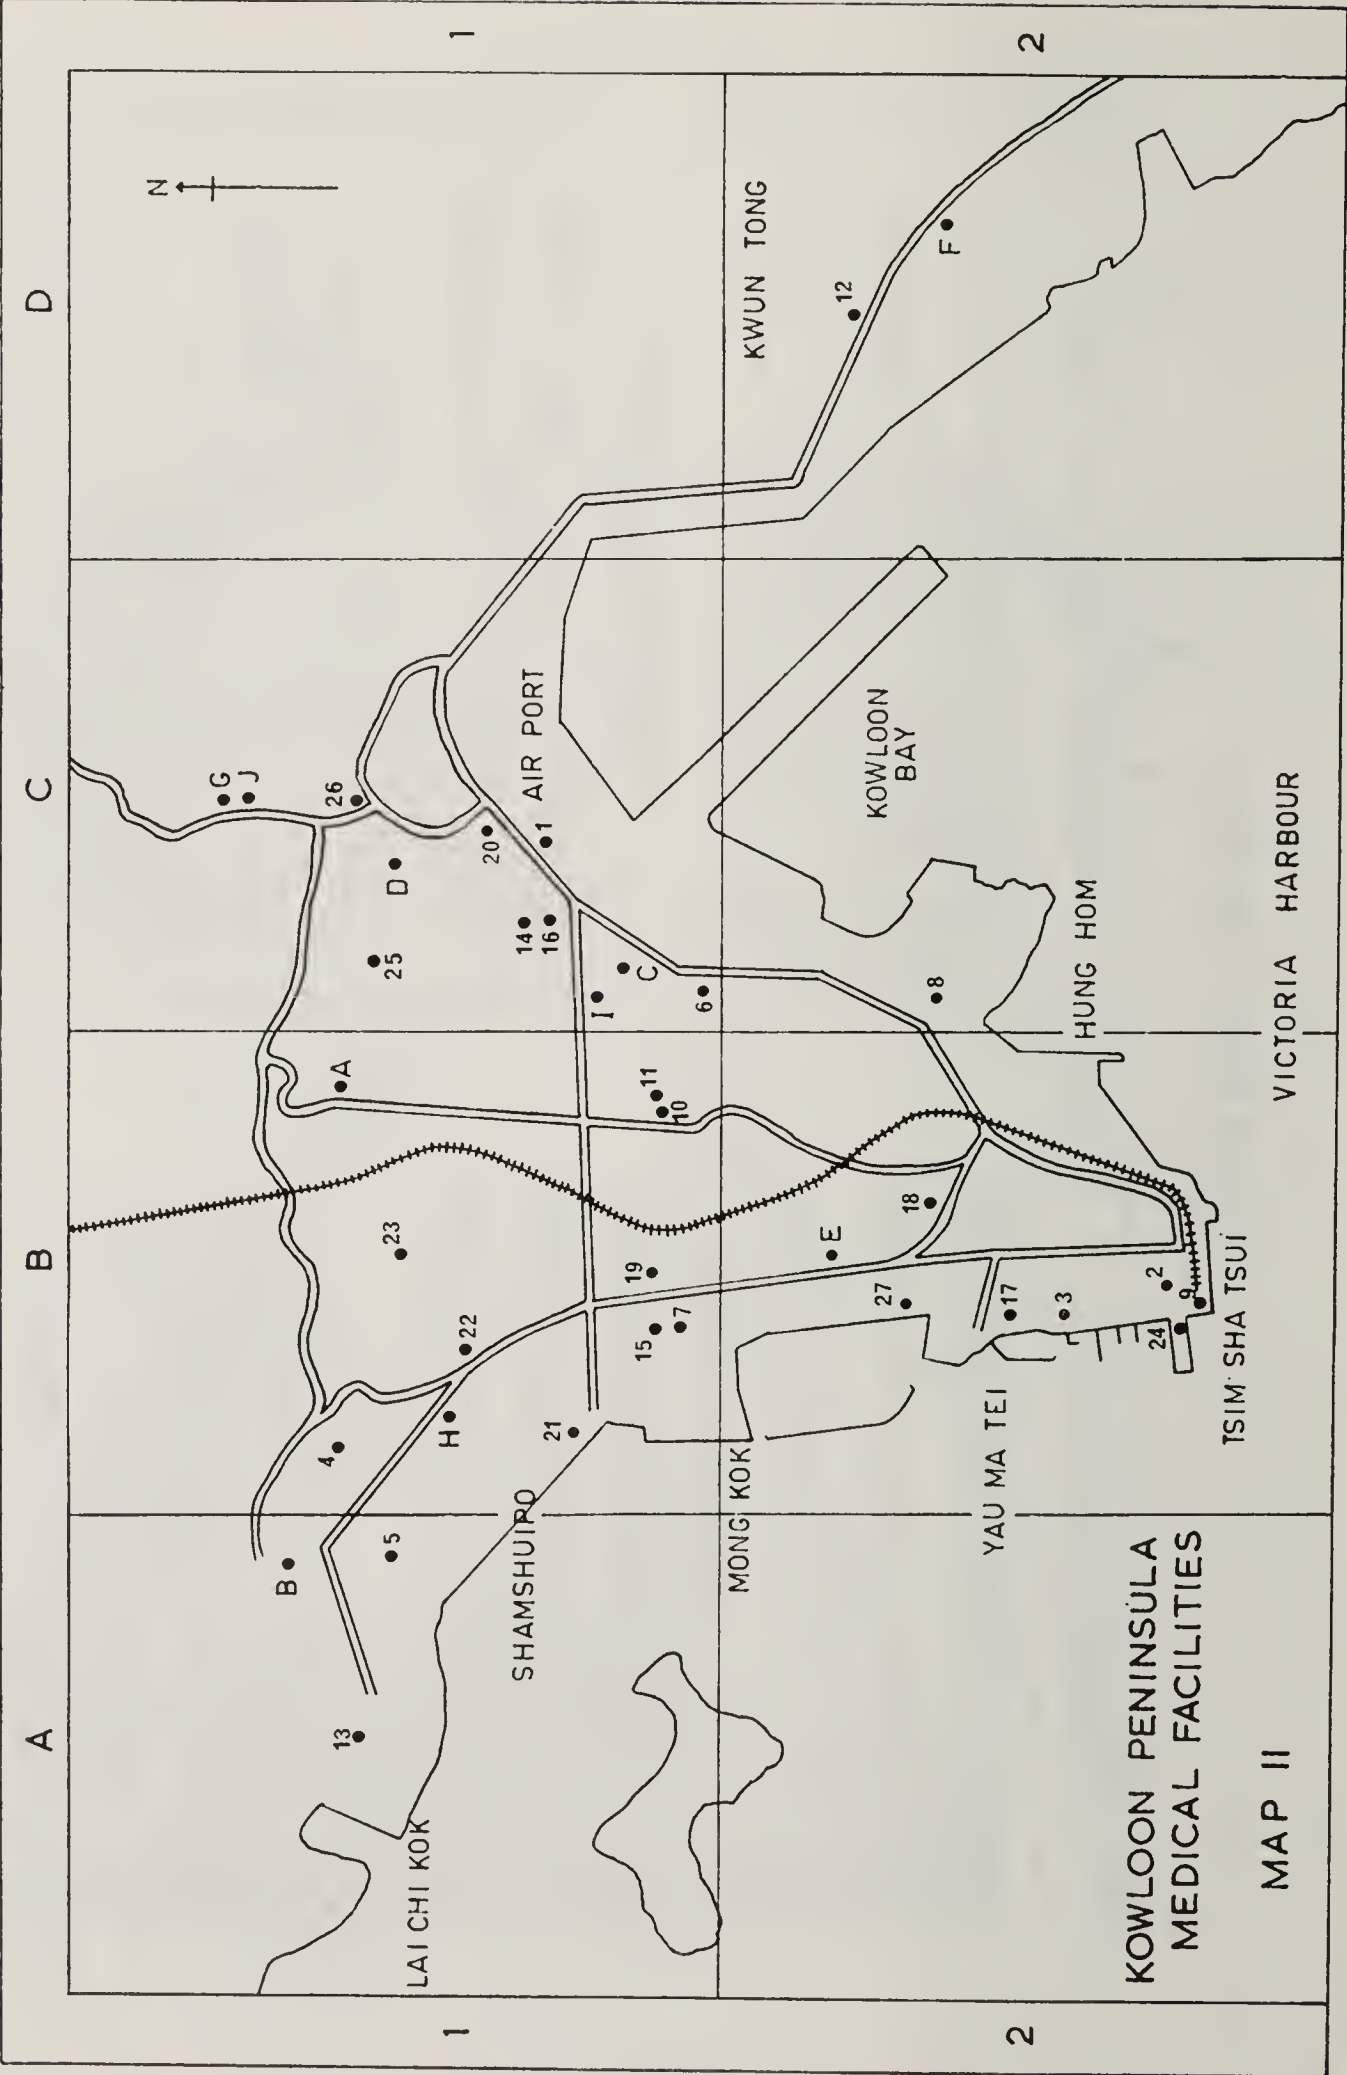 A B C D
N
G
J
B
A
4
26
13
5
23
25
D
1
1
LAI CHI KOK
H
22
20
SHAMSHUIPO
14
AIR PORT
1
16
21
I
19
15
11
C
10
7
6
MONG KOK
KWUN TONG
E
12
KOWLOON
BAY
27
18
8
F
YAU MA TEI
17
2
2
3
HUNG HOM
KOWLOON PENINSULA
MEDICAL FACILITIES
2
24
9
TSIM SHA TSUI
MAP II
VICTORIA HARBOUR